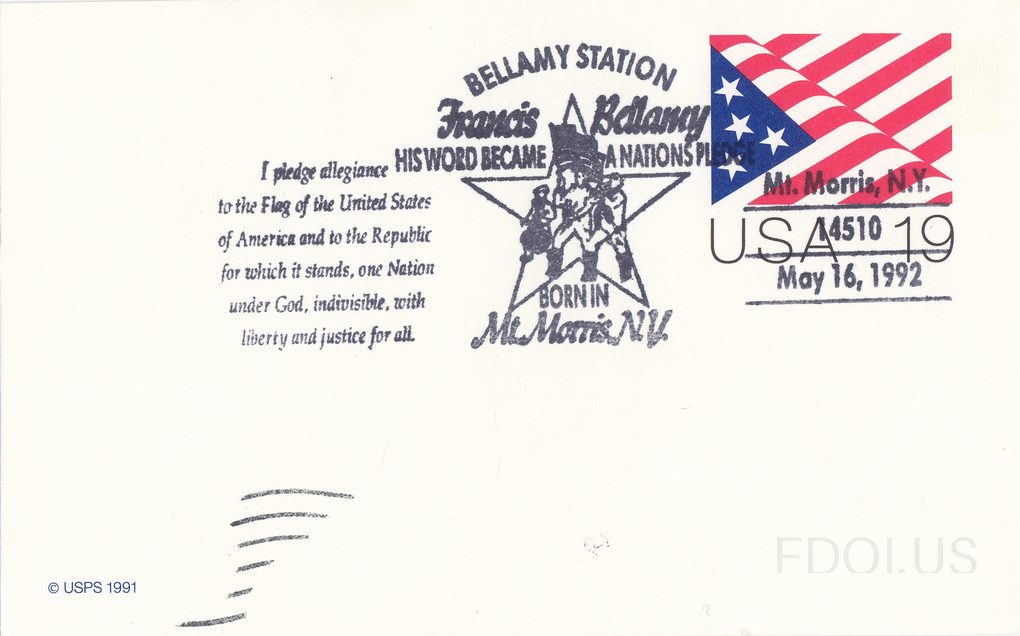 BELLAMY STATION
Francis Bellamy
HIS WORD BECAME A NATIONS PLEDGE
BORN IN
Mt. Morris, N.Y.
I pledge allegiance
to the Flag of the United States
of America and to the Republic
for which it stands, one Nation
under God, indivisible, with
liberty and justice for all.
USA 19
Mt. Morris, N.Y.
14510
May 16, 1992
© USPS 1991
FDOI.US